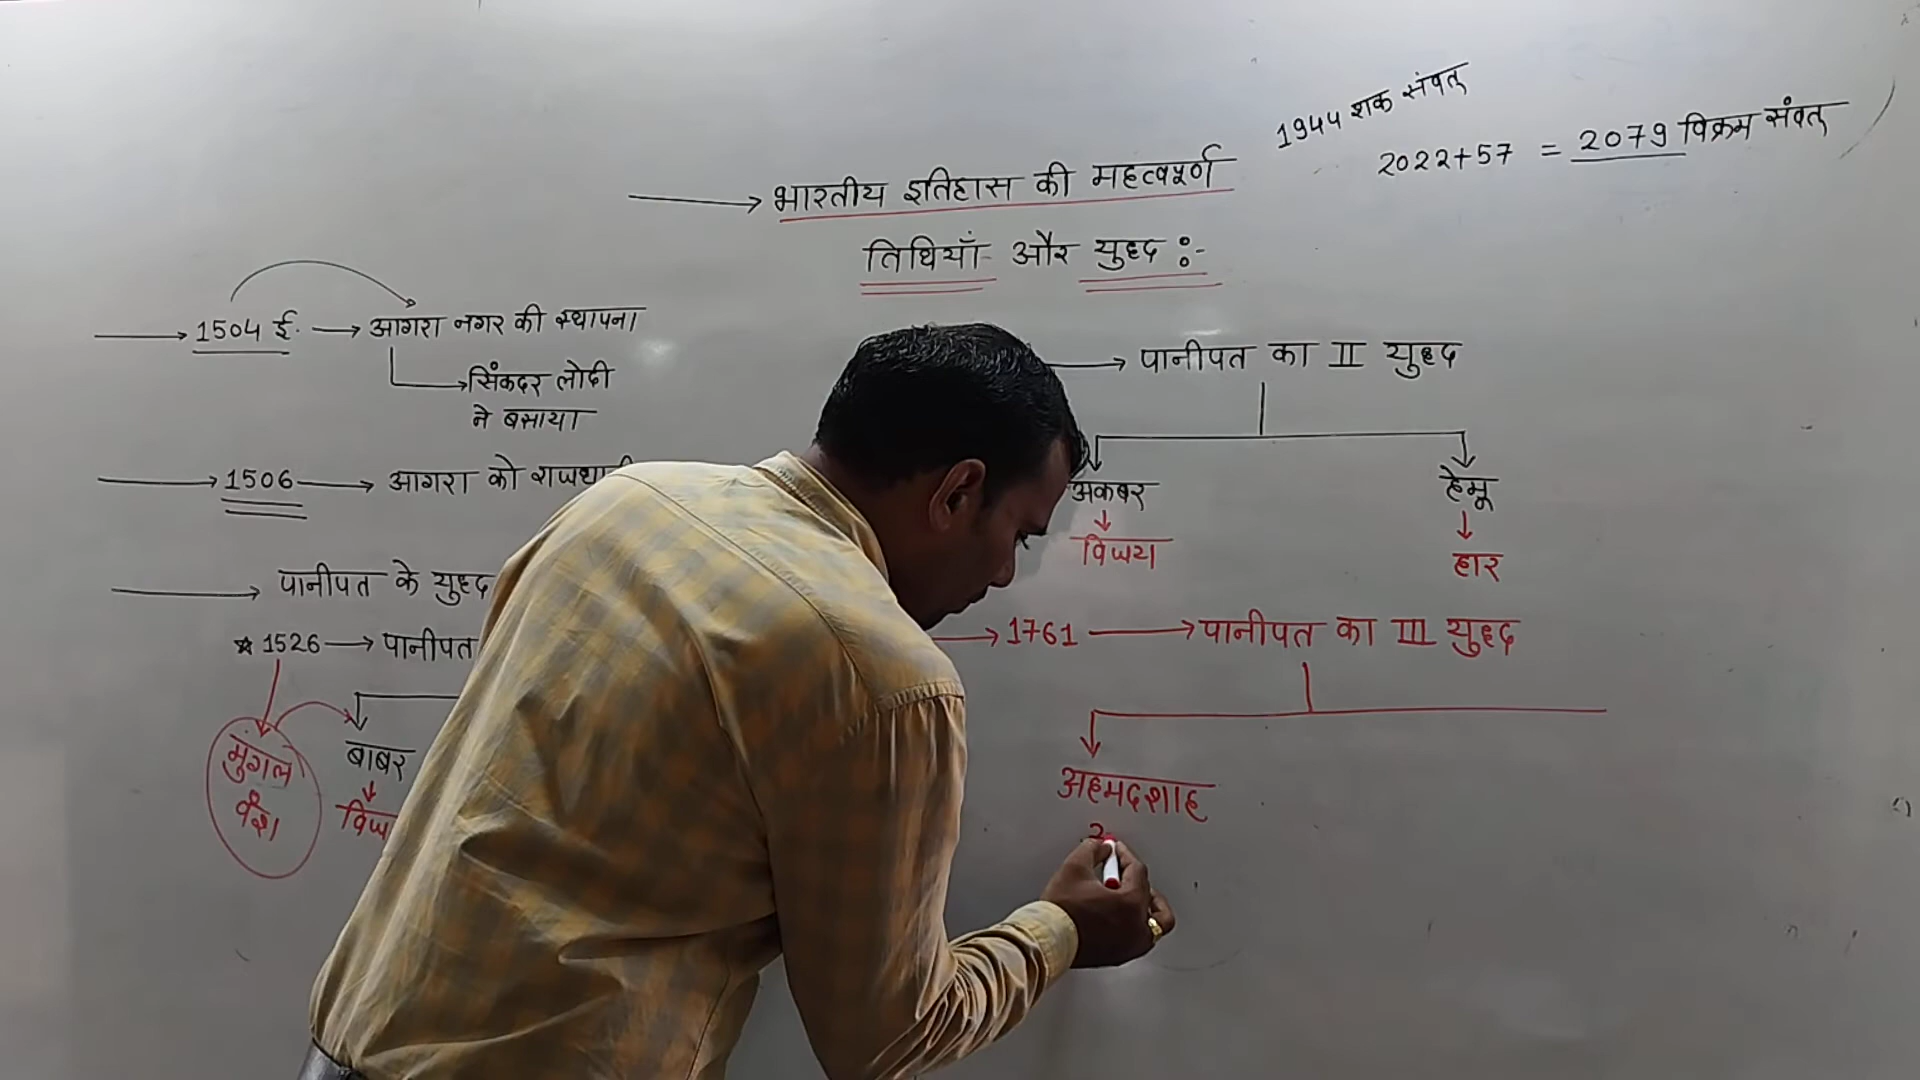 1944 शक संवत्
2022+57 = 2079 विक्रम संवत्
भारतीय इतिहास की महत्वपूर्ण
तिथियाँ और युद्ध :-
1504 ई. → आगरा नगर की स्थापना
सिंकदर लोदी
ने बसाया
1506 → आगरा को
पानीपत के युद्ध
★ 1526 → पानीपत
बाबर
मुगल
वंश
पानीपत का II युद्ध
अकबर
हेमू
विजय
हार
1761 → पानीपत का III युद्ध
अहमदशाह